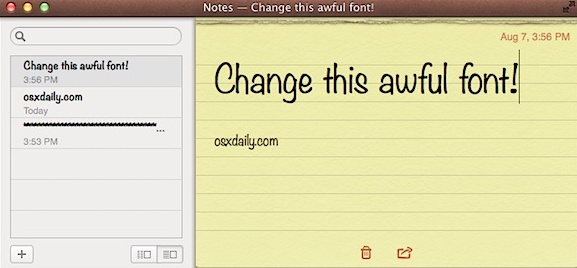 Notes — Change this awful font!
Change this awful font!
3:56 PM
osxdaily.com
Today
...
3:53 PM
Aug 7, 3:56 PM
Change this awful font!
osxdaily.com